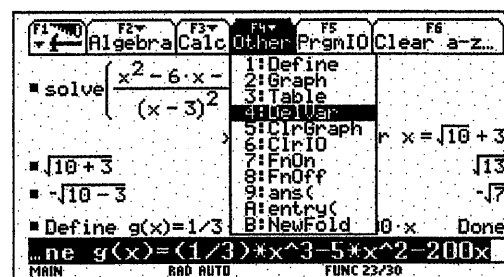 F1 F2 F3 F4 F5 F6
Algebra Calc Other PrgmIO Clear a-z…
1:Define
2:Graph
3:Table
4:DelVar
5:ClrGraph
6:ClrIO
7:FnOn
8:FnOff
9:ans(
A:entry(
B:NewFold
▪solve( x²-6·x-
(x-3)²
r x=√10+3
▪√10+3 √13
▪-√10-3 -√7
▪Define g(x)=1/3 0·x Done
…ne g(x)=(1/3)*x^3-5*x^2-200x
MAIN RAD AUTO FUNC 23/30